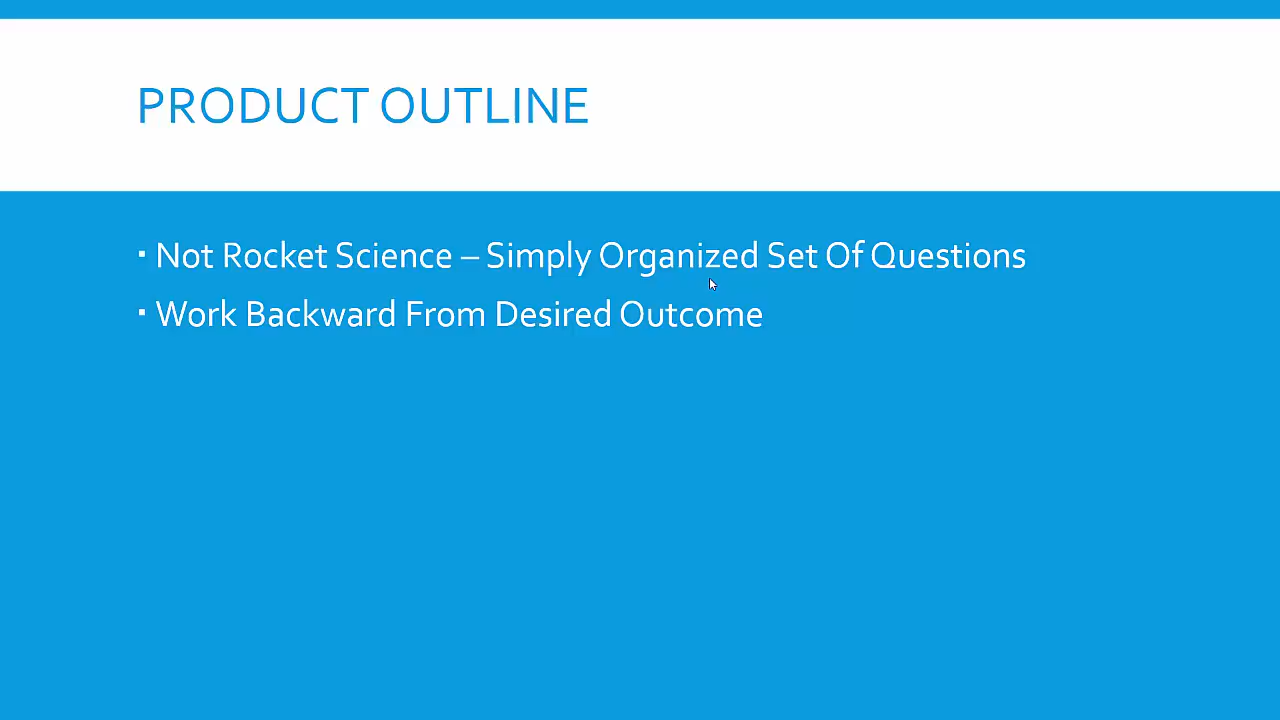 PRODUCT OUTLINE
▪ Not Rocket Science – Simply Organized Set Of Questions
▪ Work Backward From Desired Outcome